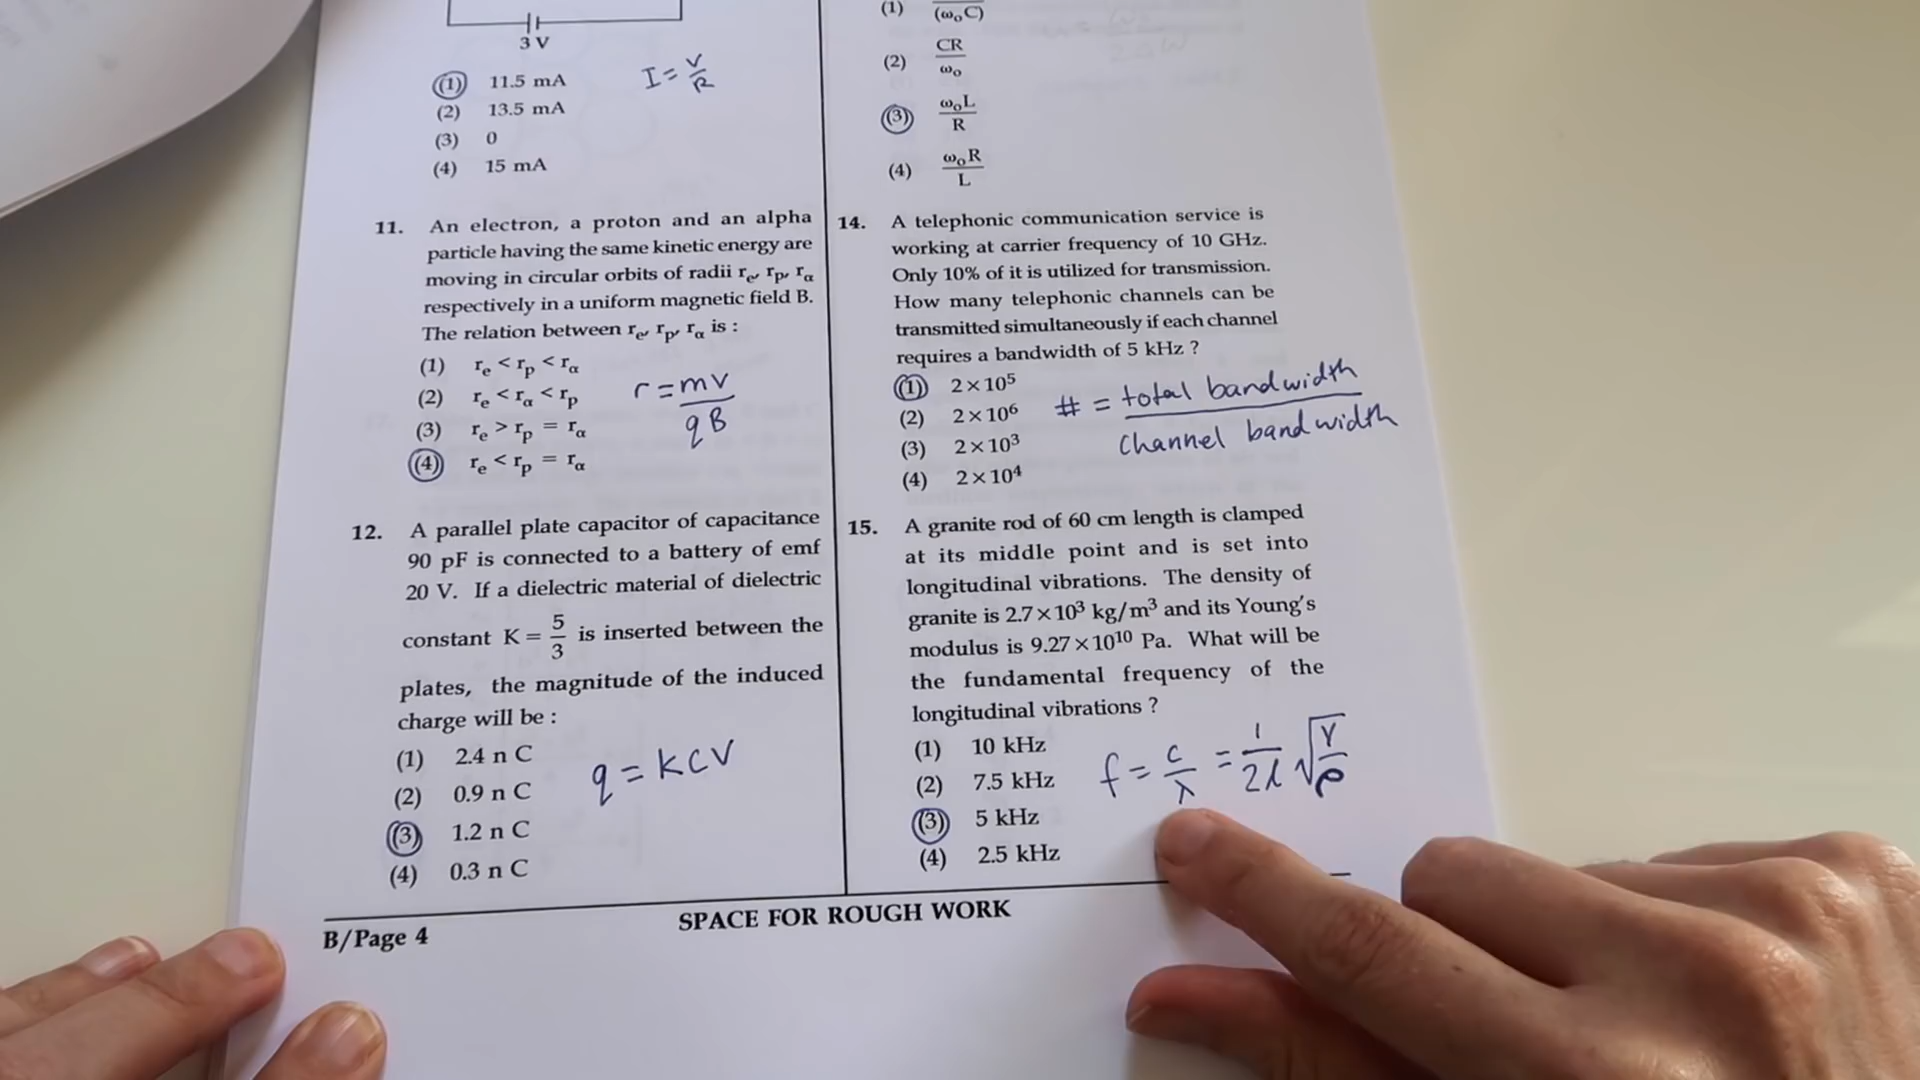 3 V
(1) 11.5 mA
(2) 13.5 mA
(3) 0
(4) 15 mA
I = V/R
11. An electron, a proton and an alpha
particle having the same kinetic energy are
moving in circular orbits of radii rₑ, rₚ, r_α
respectively in a uniform magnetic field B.
The relation between rₑ, rₚ, r_α is :
(1) rₑ < rₚ < r_α
(2) rₑ < r_α < rₚ
(3) rₑ > rₚ = r_α
(4) rₑ < rₚ = r_α
r = mv/qB
12. A parallel plate capacitor of capacitance
90 pF is connected to a battery of emf
20 V. If a dielectric material of dielectric
constant K = 5/3 is inserted between the
plates, the magnitude of the induced
charge will be :
(1) 2.4 n C
(2) 0.9 n C
(3) 1.2 n C
(4) 0.3 n C
q = KCV
(1) (ω₀C)
(2) CR/ω₀
(3) ω₀L/R
(4) ω₀R/L
14. A telephonic communication service is
working at carrier frequency of 10 GHz.
Only 10% of it is utilized for transmission.
How many telephonic channels can be
transmitted simultaneously if each channel
requires a bandwidth of 5 kHz ?
(1) 2×10⁵
(2) 2×10⁶
(3) 2×10³
(4) 2×10⁴
# = total bandwidth
channel bandwidth
15. A granite rod of 60 cm length is clamped
at its middle point and is set into
longitudinal vibrations. The density of
granite is 2.7×10³ kg/m³ and its Young's
modulus is 9.27×10¹⁰ Pa. What will be
the fundamental frequency of the
longitudinal vibrations ?
(1) 10 kHz
(2) 7.5 kHz
(3) 5 kHz
(4) 2.5 kHz
f = c/λ = 1/2l √(Y/ρ)
B/Page 4
SPACE FOR ROUGH WORK